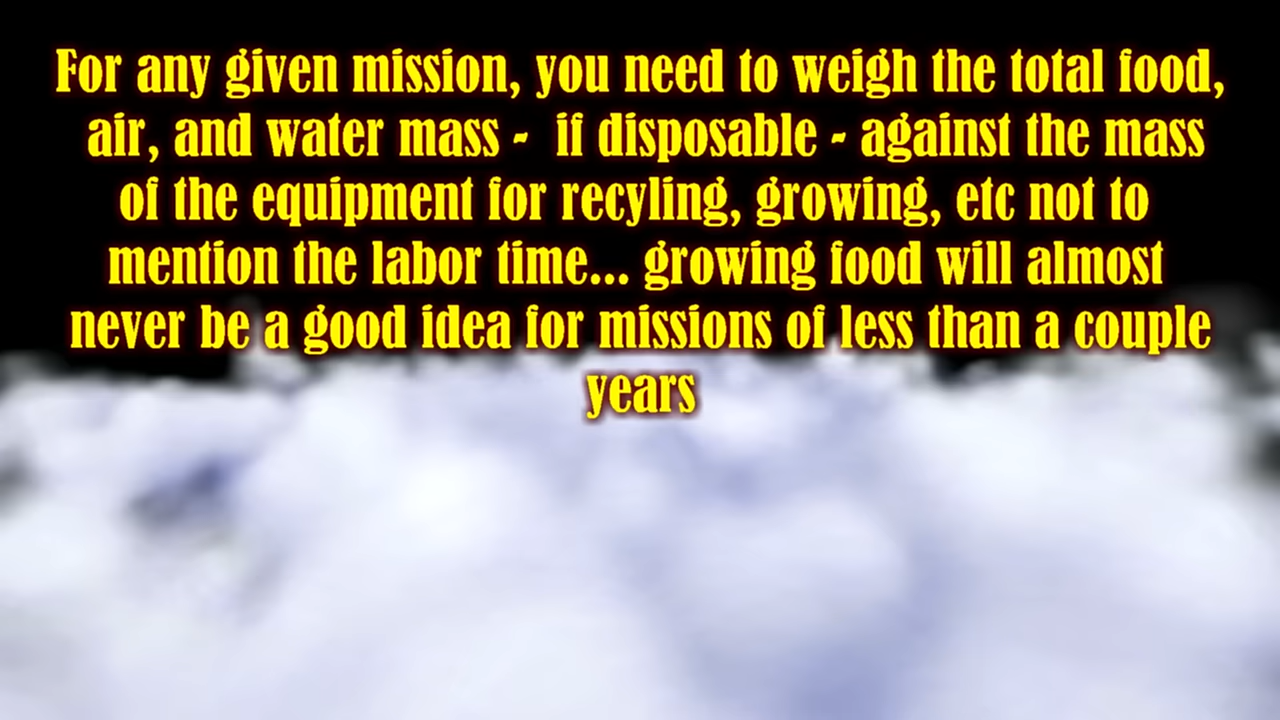 For any given mission, you need to weigh the total food,
air, and water mass -  if disposable - against the mass
of the equipment for recyling, growing, etc not to
mention the labor time... growing food will almost
never be a good idea for missions of less than a couple
years